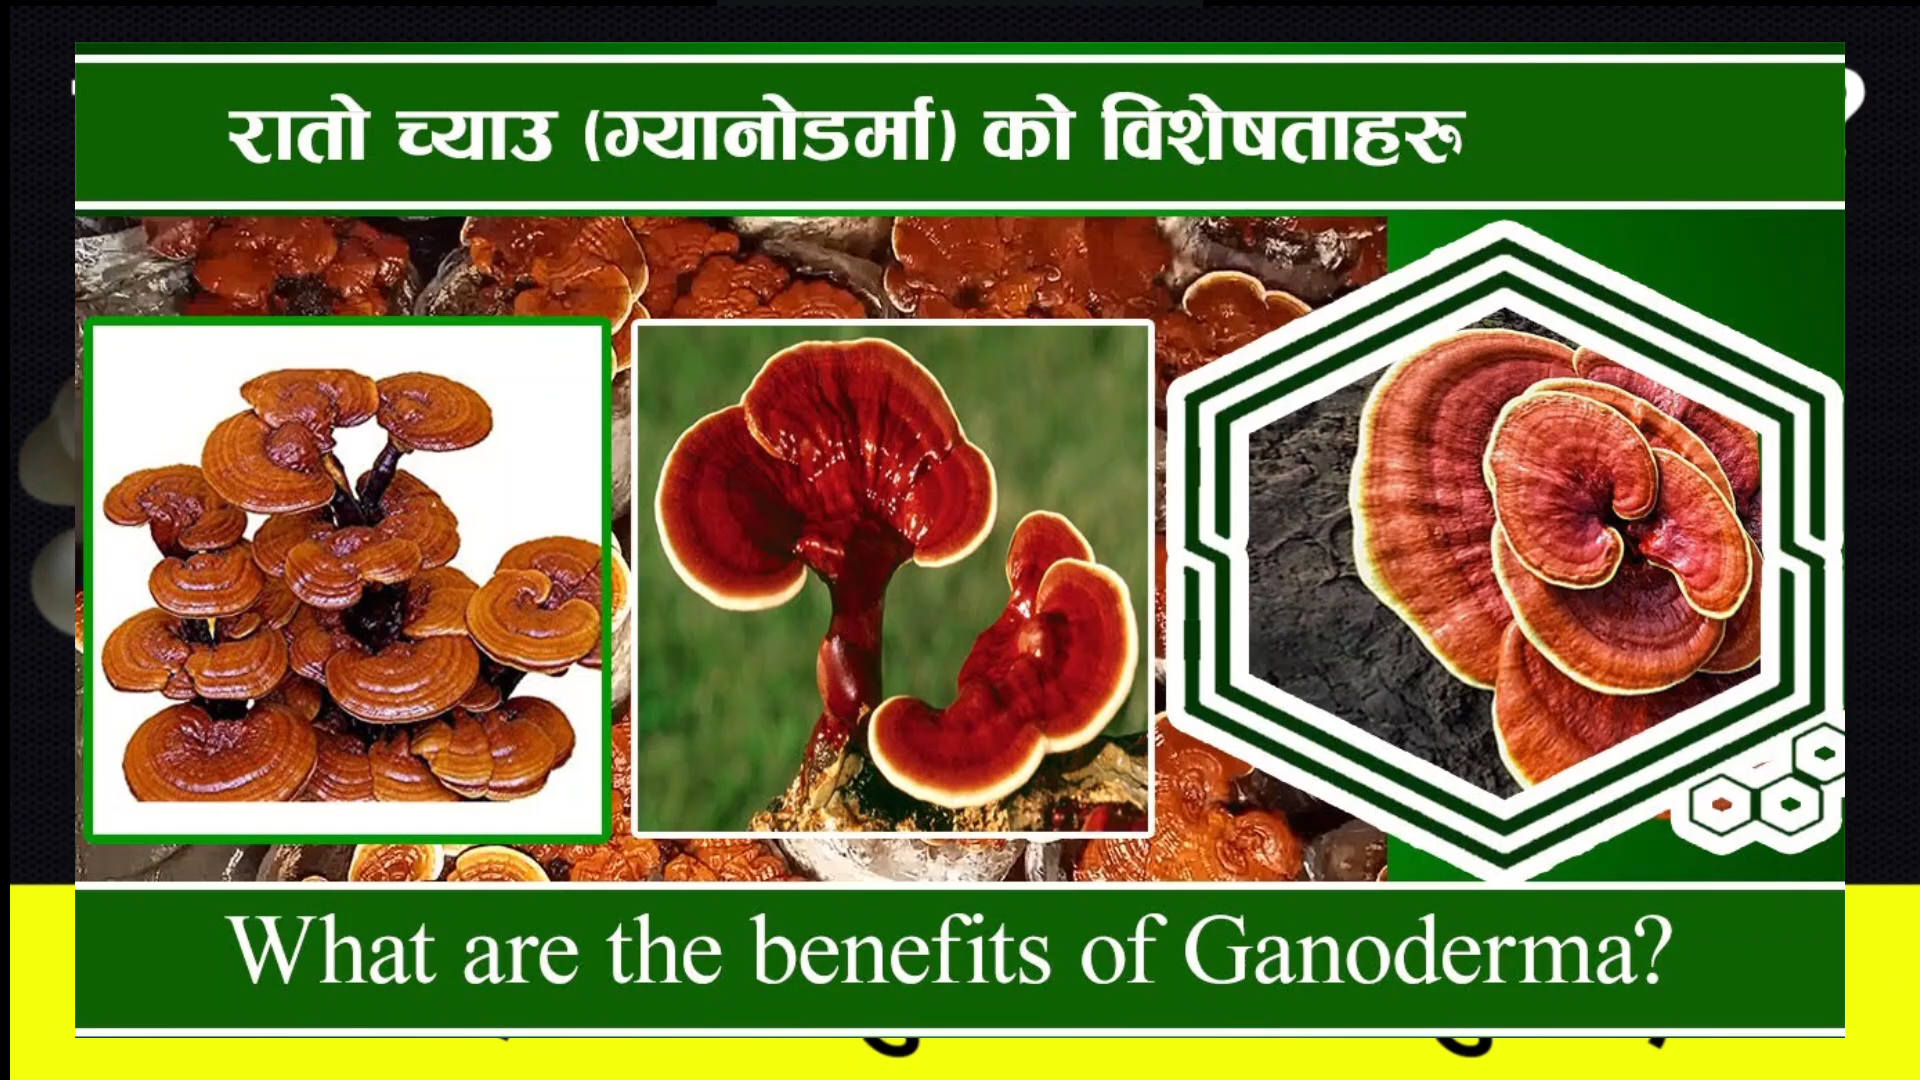 रातो च्याउ (ग्यानोडर्मा) को विशेषताहरू
What are the benefits of Ganoderma?